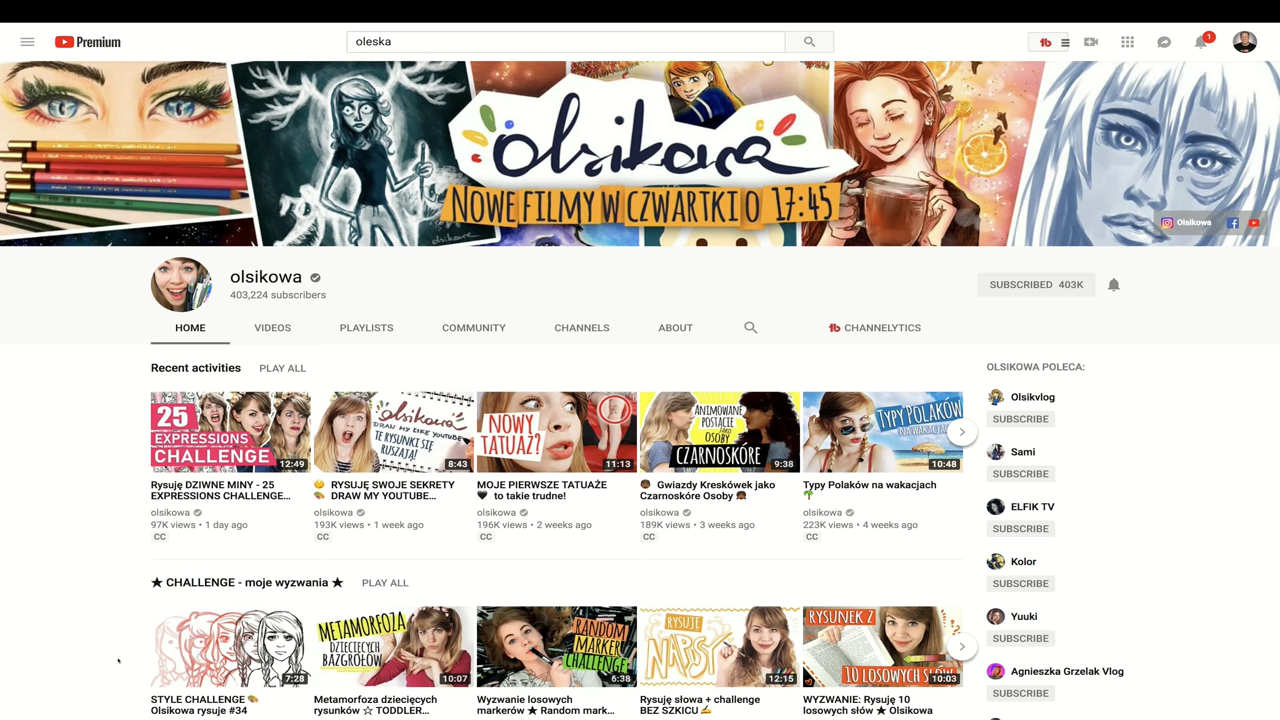 Premium
oleska
1
olsikowa
NOWE FILMY W CZWARTKI O 17:45
olsikowa
Olsikowa
olsikowa
403,224 subscribers
SUBSCRIBED 403K
HOME
VIDEOS
PLAYLISTS
COMMUNITY
CHANNELS
ABOUT
CHANNELYTICS
Recent activities
PLAY ALL
25
EXPRESSIONS
CHALLENGE
12:49
Rysuję DZIWNE MINY - 25
EXPRESSIONS CHALLENGE...
olsikowa
97K views • 1 day ago
CC
olsikowa
DRAW MY LIFE YOUTUBE
TE RYSUNKI SIĘ
RUSZAJĄ!
8:43
RYSUJĘ SWOJE SEKRETY
DRAW MY YOUTUBE...
olsikowa
193K views • 1 week ago
CC
NOWY
TATUAŻ?
11:13
MOJE PIERWSZE TATUAŻE
to takie trudne!
olsikowa
196K views • 2 weeks ago
CC
ANIMOWANE
POSTACIE
JAKO
OSOBY
CZARNOSKÓRE
9:38
Gwiazdy Kreskówek jako
Czarnoskóre Osoby
olsikowa
189K views • 3 weeks ago
CC
TYPY POLAKÓW
NA WAKACJACH
10:48
Typy Polaków na wakacjach
olsikowa
223K views • 4 weeks ago
CC
★ CHALLENGE - moje wyzwania ★
PLAY ALL
7:28
STYLE CHALLENGE
Olsikowa rysuje #34
METAMORFOZA
DZIECIĘCYCH
BAZGROŁÓW
10:07
Metamorfoza dziecięcych
rysunków ☆ TODDLER...
RANDOM
MARKER
CHALLENGE
6:38
Wyzwanie losowych
markerów ★ Random mark...
RYSUJĘ
NAPISY
12:15
Rysuję słowa + challenge
BEZ SZKICU
RYSUNEK Z
10 LOSOWYCH SŁÓW
10:03
WYZWANIE: Rysuję 10
losowych słów ★ Olsikowa
OLSIKOWA POLECA:
Olsikvlog
SUBSCRIBE
Sami
SUBSCRIBE
ELFIK TV
SUBSCRIBE
Kolor
SUBSCRIBE
Yuuki
SUBSCRIBE
Agnieszka Grzelak Vlog
SUBSCRIBE